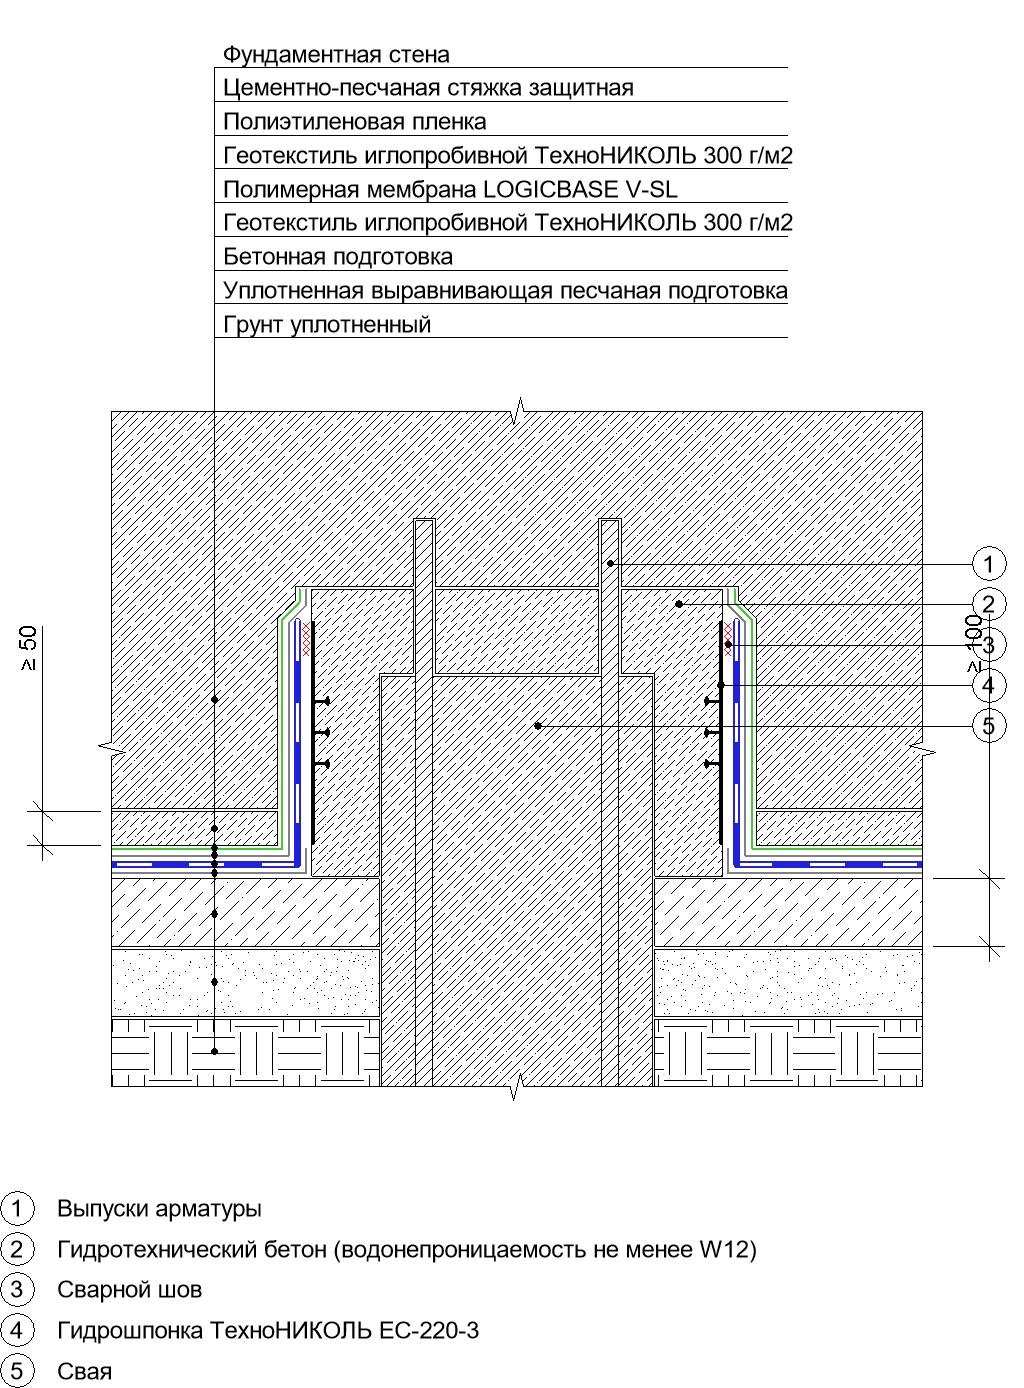 Фундаментная стена
Цементно-песчаная стяжка защитная
Полиэтиленовая пленка
Геотекстиль иглопробивной ТехноНИКОЛЬ 300 г/м2
Полимерная мембрана LOGICBASE V-SL
Геотекстиль иглопробивной ТехноНИКОЛЬ 300 г/м2
Бетонная подготовка
Уплотненная выравнивающая песчаная подготовка
Грунт уплотненный
1
2
≥ 50
≥ 100
3
4
5
1 Выпуски арматуры
2 Гидротехнический бетон (водонепроницаемость не менее W12)
3 Сварной шов
4 Гидрошпонка ТехноНИКОЛЬ EC-220-3
5 Свая